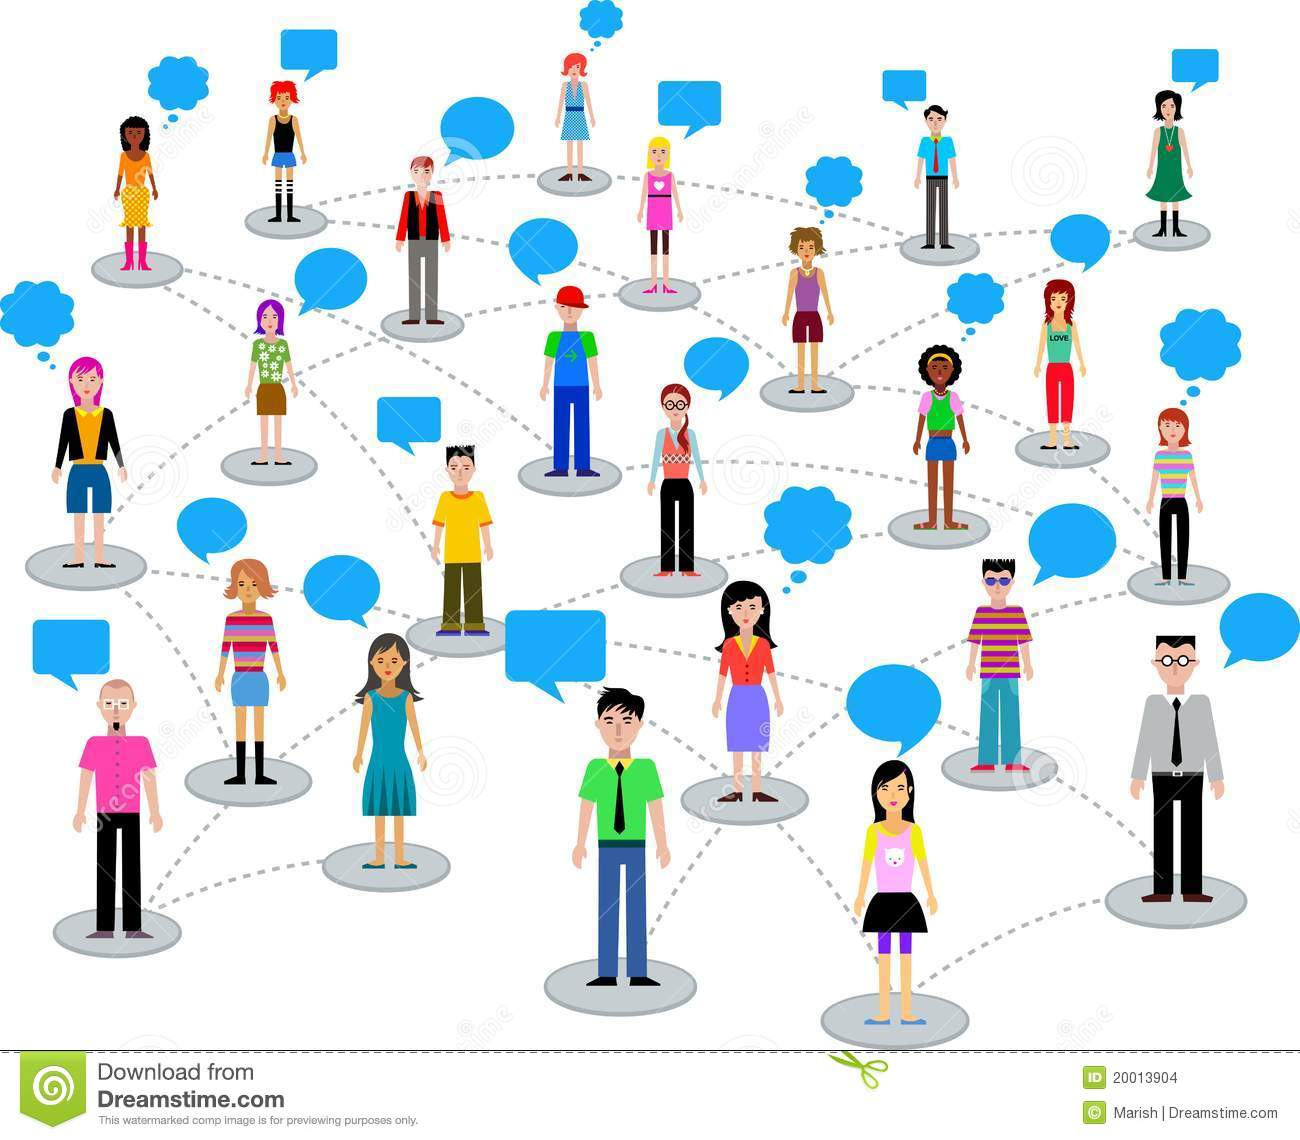 LOVE
Download from
Dreamstime.com
This watermarked comp image is for previewing purposes only.
ID 20013904
© Marish | Dreamstime.com